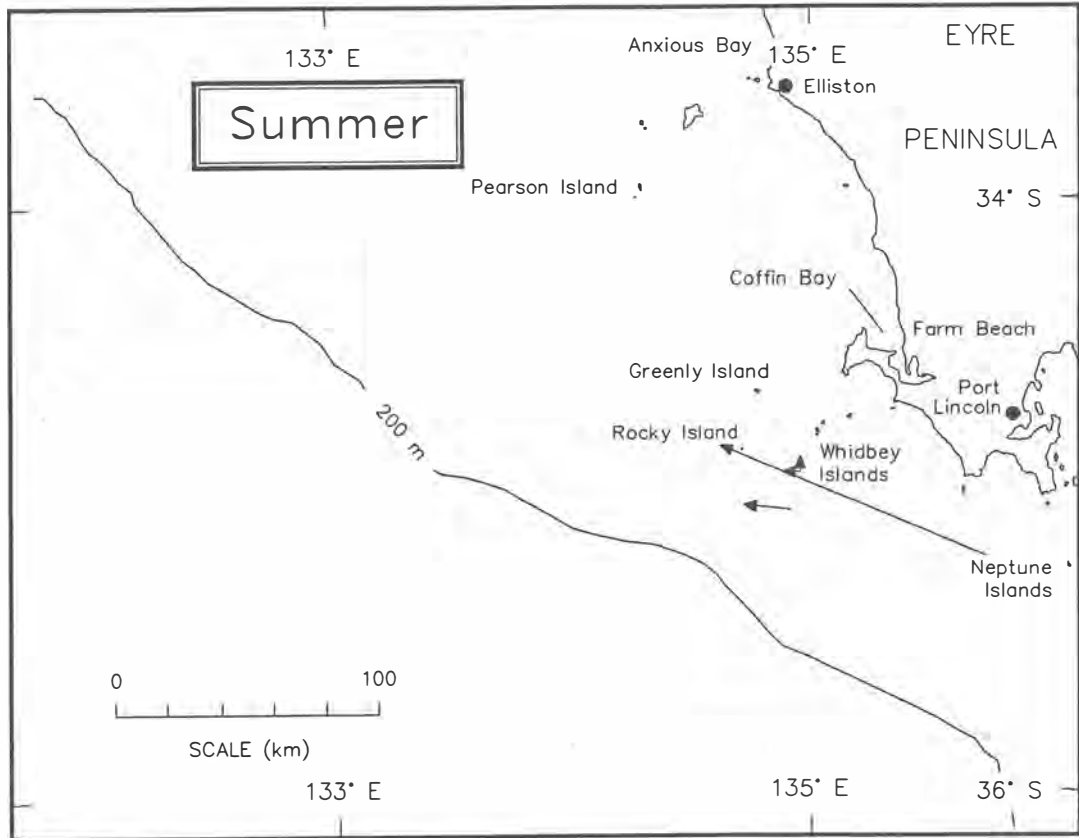 Anxious Bay
133° E
135° E
EYRE
Elliston
Summer
PENINSULA
Pearson Island
34° S
Coffin Bay
Farm Beach
Greenly Island
Port
Lincoln
200 m
Rocky Island
Whidbey
Islands
Neptune
Islands
0 100
SCALE (km)
133° E
135° E
36° S